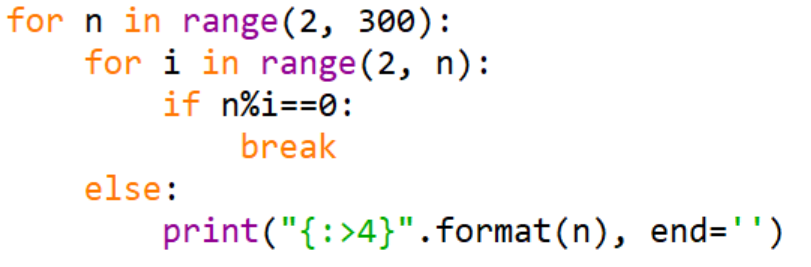 for n in range(2, 300):
    for i in range(2, n):
        if n%i==0:
            break
    else:
        print("{:>4}".format(n), end='')